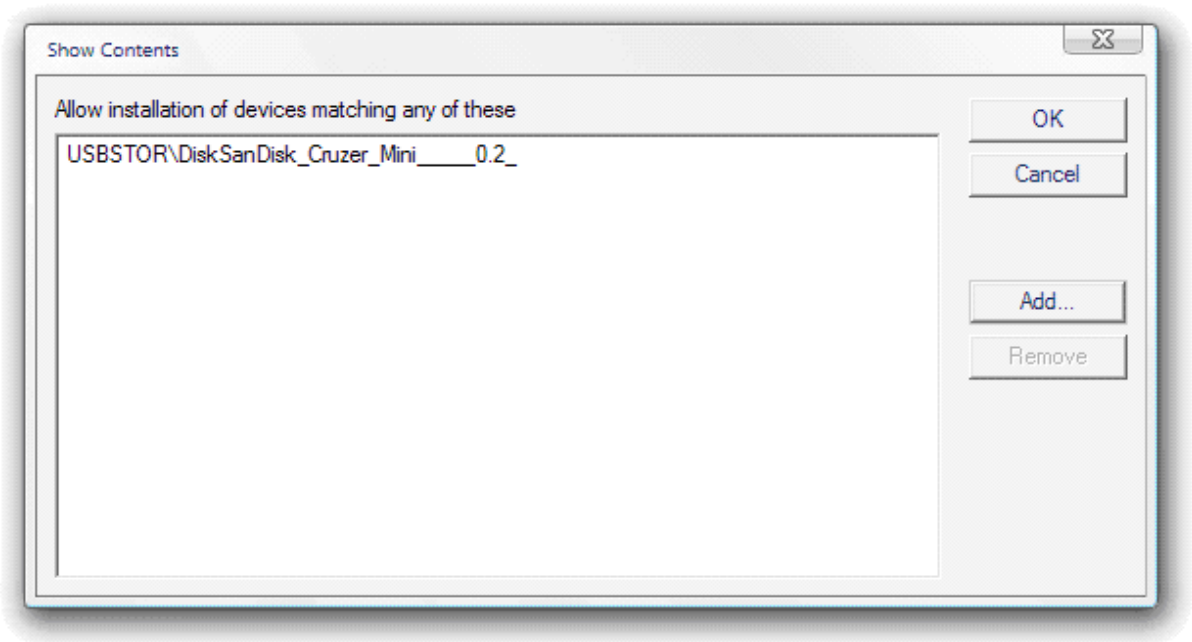 Show Contents
Allow installation of devices matching any of these
USBSTOR\DiskSanDisk_Cruzer_Mini_____0.2_
OK
Cancel
Add...
Remove